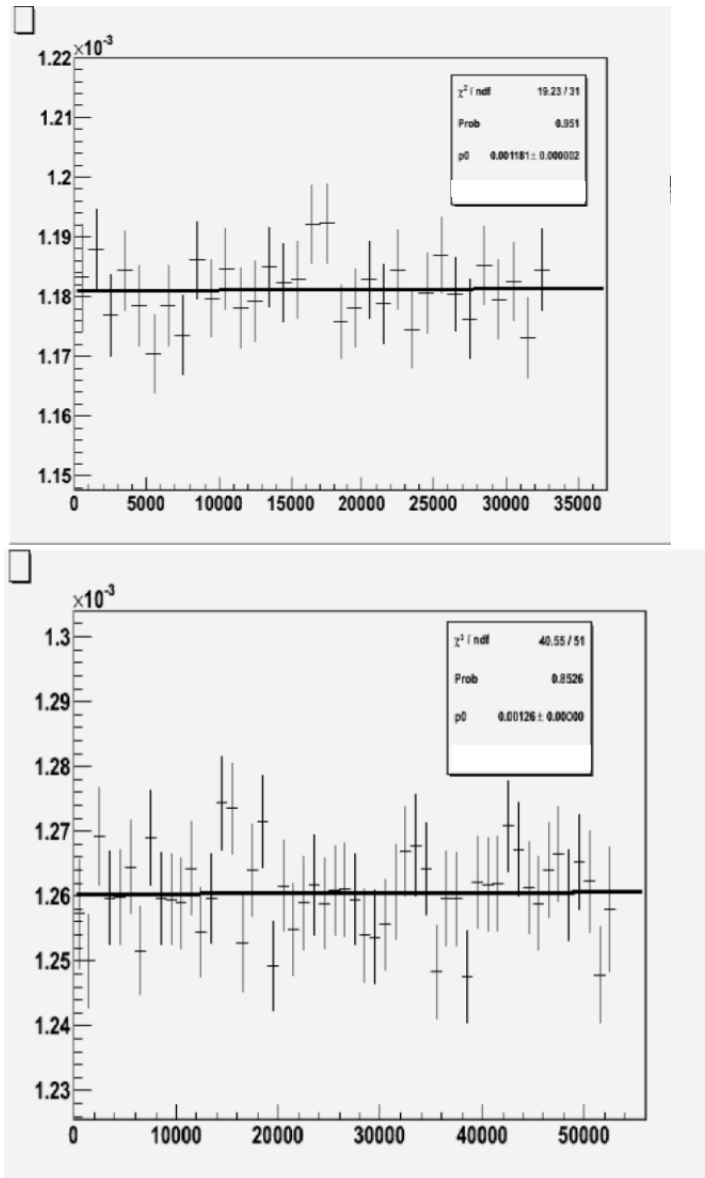 ×10⁻³
1.22
1.21
1.2
1.19
1.18
1.17
1.16
1.15
χ² / ndf 19.23 / 31
Prob 0.951
p0 0.001181 ± 0.000002
0 5000 10000 15000 20000 25000 30000 35000
×10⁻³
1.3
1.29
1.28
1.27
1.26
1.25
1.24
1.23
χ² / ndf 40.55 / 51
Prob 0.8526
p0 0.00126 ± 0.00000
0 10000 20000 30000 40000 50000